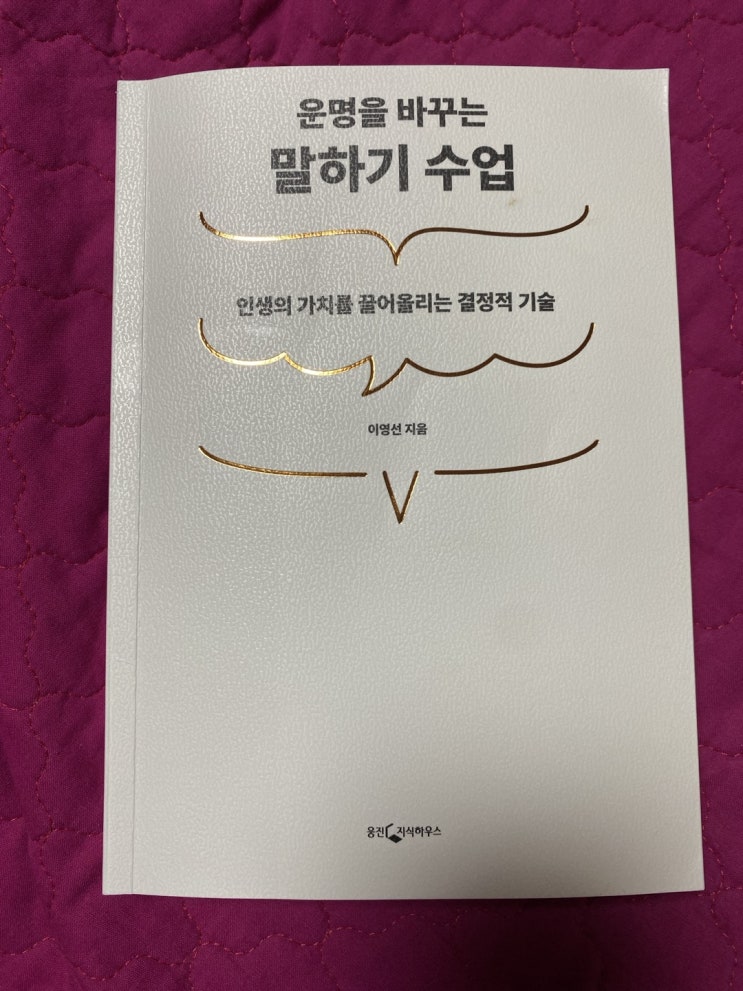 운명을 바꾸는
말하기 수업
인생의 가치를 끌어올리는 결정적 기술
이영선 지음
웅진 지식하우스